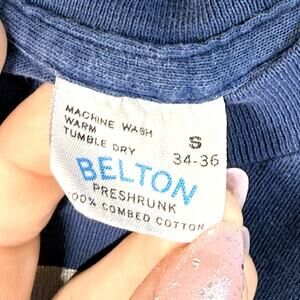 MACHINE WASH
WARM
TUMBLE DRY
S
34-36
BELTON
PRESHRUNK
100% COMBED COTTON